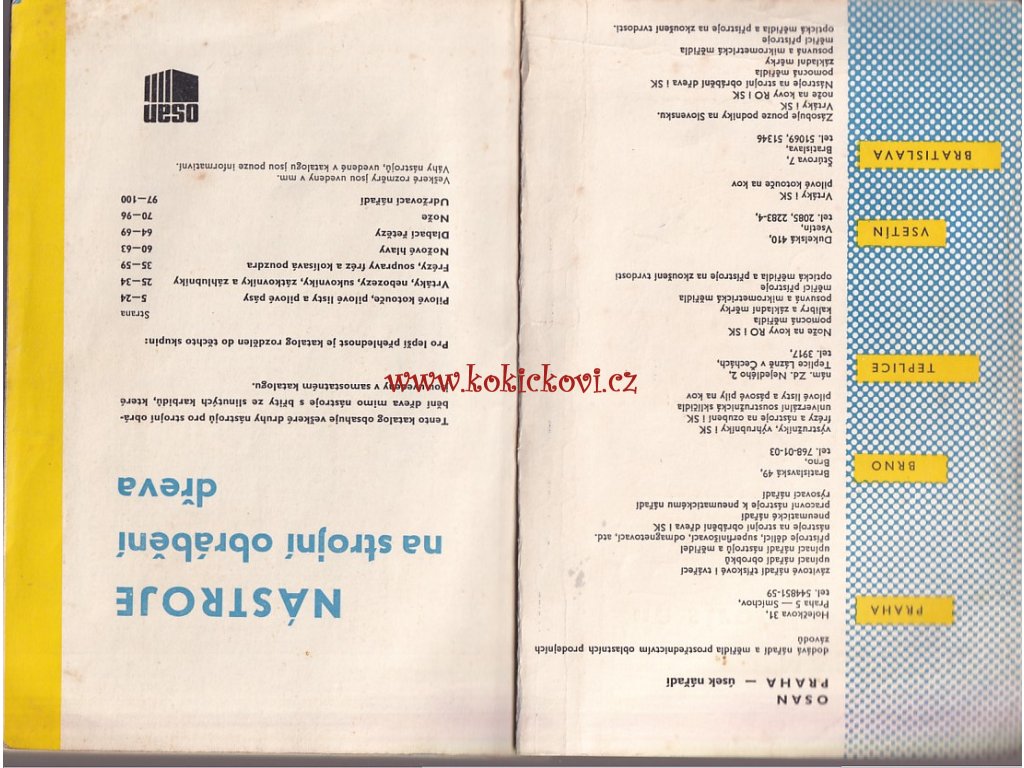 OSAN
PRAHA — úsek nářadí
dodává nářadí a měřidla prostřednictvím oblastních prodejních
závodů
PRAHA
Holečkova 31,
Praha 5 — Smíchov,
tel. 544851-59
závitové nářadí třískové i tvářecí
upínací nářadí obrobků
upínací nářadí nástrojů a měřidel
přístroje dělicí, superfinišovací, odmagnetovací, atd.
nástroje na strojní obrábění dřeva i SK
pneumatické nářadí
pracovní nástroje k pneumatickému nářadí
rýsovací nářadí
BRNO
Bratislavská 49,
Brno,
tel. 768-01-03
výstružníky, výhrubníky i SK
frézy a nástroje na ozubení i SK
univerzální soustružnická sklíčidla
pilové listy a pásové pily na kov
TEPLICE
nám. Zd. Nejedlého 2,
Teplice Lázně v Čechách,
tel. 3917,
Nože na kovy RO i SK
pomocná měřidla
kalibry a základní měrky
posuvná a mikrometrická měřidla
měřicí přístroje
optická měřidla a přístroje na zkoušení tvrdosti
VSETÍN
Dukelská 410,
Vsetín,
tel. 2085, 2283-4,
Vrtáky i SK
pilové kotouče na kov
BRATISLAVA
Štúrova 7,
Bratislava,
tel. 51069, 51346
Zásobuje pouze podniky na Slovensku.
Vrtáky i SK
nože na kovy RO i SK
Nástroje na strojní obrábění dřeva i SK
pomocná měřidla
základní měrky
posuvná a mikrometrická měřidla
měřicí přístroje
optická měřidla a přístroje na zkoušení tvrdosti.
NÁSTROJE
na strojní obrábění
dřeva
Tento katalog obsahuje veškeré druhy nástrojů pro strojní obrá-
bění dřeva mimo nástroje s břity ze slinutých karbidů, které
jsou uvedeny v samostatném katalogu.
Pro lepší přehlednost je katalog rozdělen do těchto skupin:
Strana
Pilové kotouče, pilové listy a pilové pásy 5—24
Vrtáky, nebozezy, sukovníky, zátkovníky a záhlubníky 25—34
Frézy, soupravy fréz a kolísavá pouzdra 35—59
Nožové hlavy 60—63
Dlabací řetězy 64—69
Nože 70—96
Udržovací nářadí 97—100
Veškeré rozměry jsou uvedeny v mm.
Váhy nástrojů, uvedené v katalogu jsou pouze informativní.
osan
www.kokickovi.cz